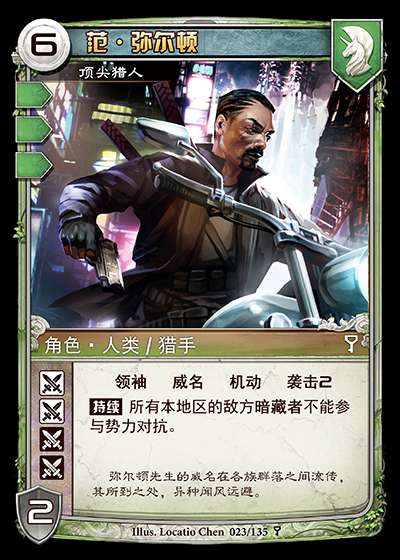 6
范·弥尔顿
顶尖猎人
角色·人类/猎手
领袖 威名 机动 袭击2
持续 所有本地区的敌方暗藏者不能参
与势力对抗。
弥尔顿先生的威名在各族群落之间流传，
其所到之处，异种闻风远避。
2
Illus. Locatio Chen 023/135